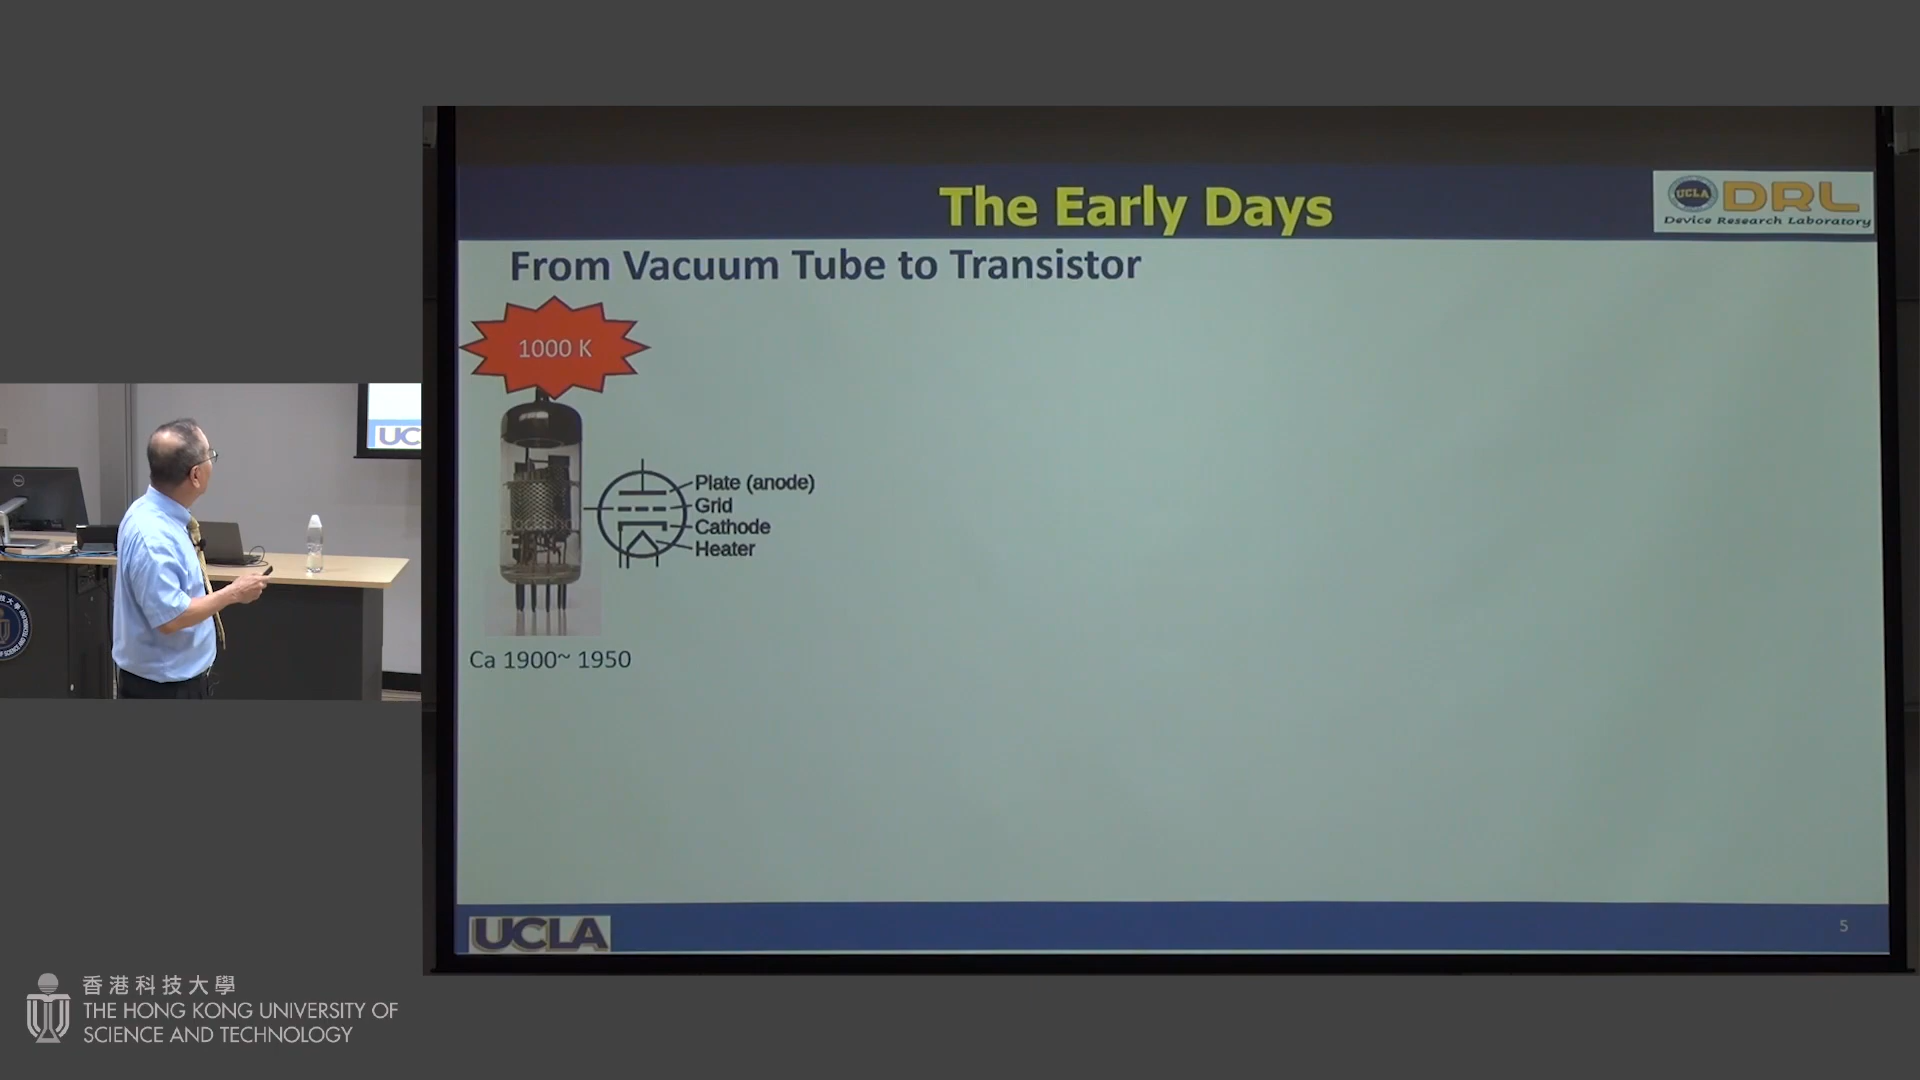 The Early Days
UCLA DRL
Device Research Laboratory
From Vacuum Tube to Transistor
1000 K
Plate (anode)
Grid
Cathode
Heater
Ca 1900~ 1950
UCLA
5
UC
DELL
香港科技大學
THE HONG KONG UNIVERSITY OF
SCIENCE AND TECHNOLOGY